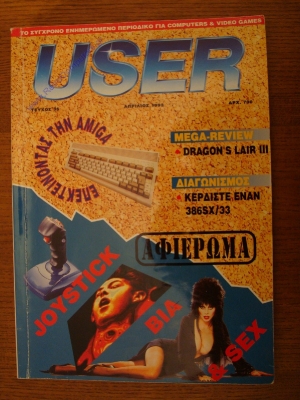 ΤΟ ΣΥΓΧΡΟΝΟ ΕΝΗΜΕΡΩΜΕΝΟ ΠΕΡΙΟΔΙΚΟ ΓΙΑ COMPUTERS & VIDEO GAMES
USER
ΑΠΡΙΛΙΟΣ
ΕΠΕΚΤΕΙΝΟΝΤΑΣ ΤΗΝ AMIGA
MEGA-REVIEW
DRAGON'S LAIR III
ΔΙΑΓΩΝΙΣΜΟΣ
ΚΕΡΔΙΣΤΕ ΕΝΑΝ
386SX/33
ΑΦΙΕΡΩΜΑ
JOYSTICK
ΒΙΑ
& SEX